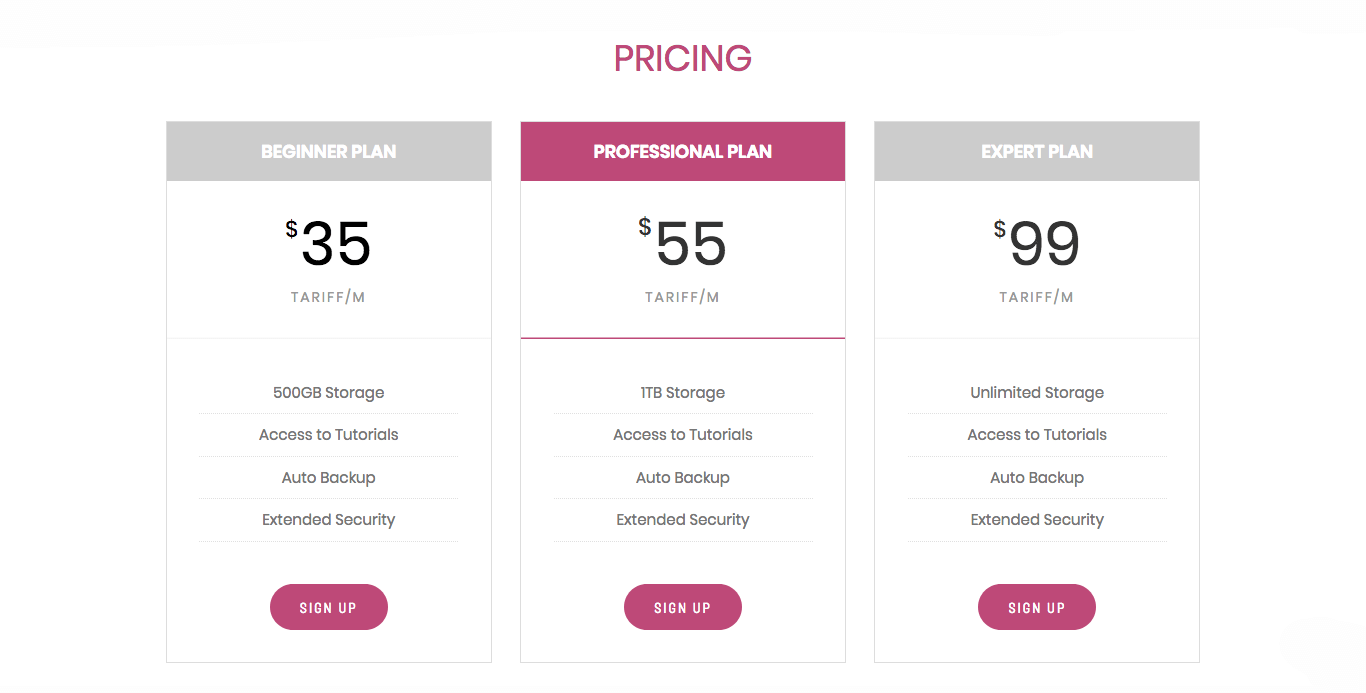 PRICING
BEGINNER PLAN
$35
TARIFF/M
500GB Storage
Access to Tutorials
Auto Backup
Extended Security
SIGN UP
PROFESSIONAL PLAN
$55
TARIFF/M
1TB Storage
Access to Tutorials
Auto Backup
Extended Security
SIGN UP
EXPERT PLAN
$99
TARIFF/M
Unlimited Storage
Access to Tutorials
Auto Backup
Extended Security
SIGN UP